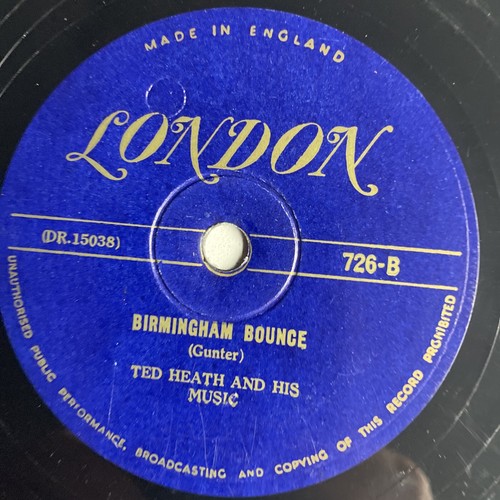 MADE IN ENGLAND
LONDON
(DR.15038)
726-B
BIRMINGHAM BOUNCE
(Gunter)
TED HEATH AND HIS
MUSIC
UNAUTHORISED PUBLIC PERFORMANCE, BROADCASTING AND COPYING OF THIS RECORD PROHIBITED